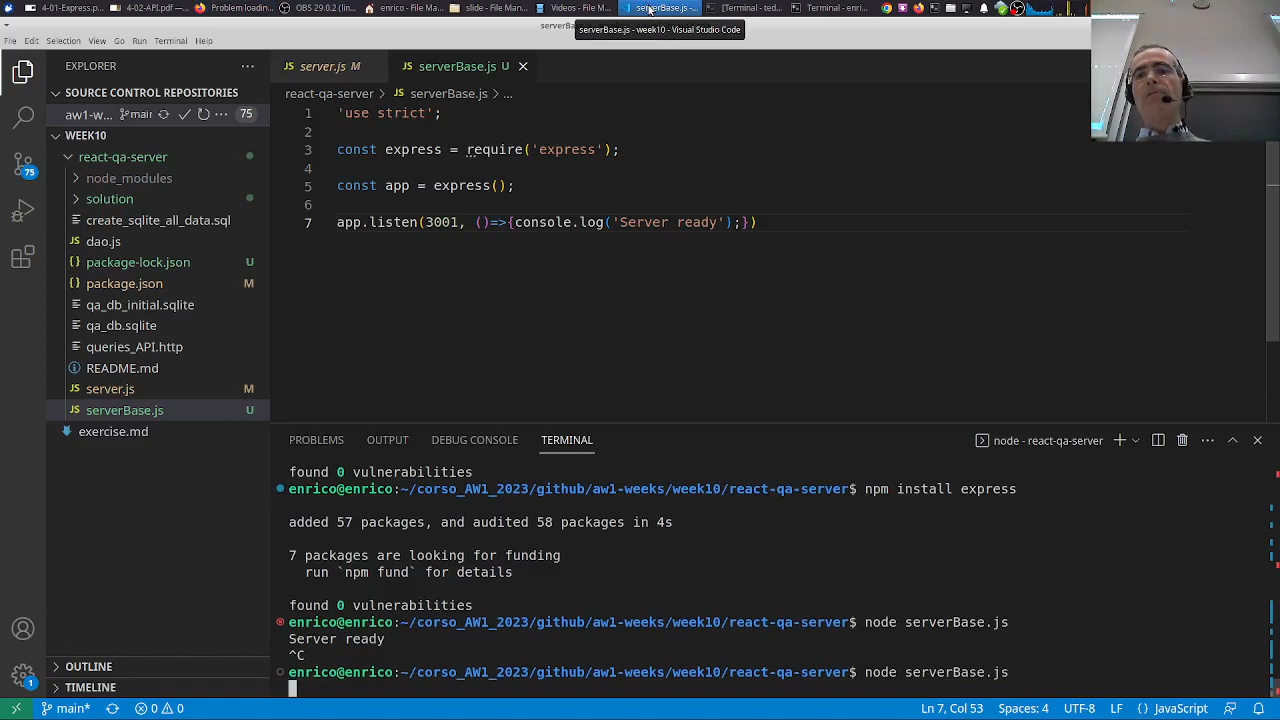 4-01-Express.p...
4-02-API.pdf (...
Problem loadin...
OBS 29.0.2 (lin...
enrico - File Man...
slide - File Man...
Videos - File M...
serverBase.js -...
[Terminal - ted...
Terminal - enri...
serverBa
serverBase.js - week10 - Visual Studio Code
File Edit Selection View Go Run Terminal
EXPLORER
SOURCE CONTROL REPOSITORIES
aw1-w... main 75
WEEK10
react-qa-server
node_modules
solution
create_sqlite_all_data.sql
dao.js
package-lock.json U
package.json M
qa_db_initial.sqlite
qa_db.sqlite
queries_API.http
README.md
server.js M
serverBase.js U
exercise.md
OUTLINE
TIMELINE
75
1
server.js M
serverBase.js U
react-qa-server > serverBase.js > ...
1 'use strict';
2
3 const express = require('express');
4
5 const app = express();
6
7 app.listen(3001, ()=>{console.log('Server ready');})
PROBLEMS OUTPUT DEBUG CONSOLE TERMINAL
node - react-qa-server
found 0 vulnerabilities
enrico@enrico:~/corso_AW1_2023/github/aw1-weeks/week10/react-qa-server$ npm install express
added 57 packages, and audited 58 packages in 4s
7 packages are looking for funding
run `npm fund` for details
found 0 vulnerabilities
enrico@enrico:~/corso_AW1_2023/github/aw1-weeks/week10/react-qa-server$ node serverBase.js
Server ready
^C
enrico@enrico:~/corso_AW1_2023/github/aw1-weeks/week10/react-qa-server$ node serverBase.js
main* 0 0
Ln 7, Col 53 Spaces: 4 UTF-8 LF {} JavaScript